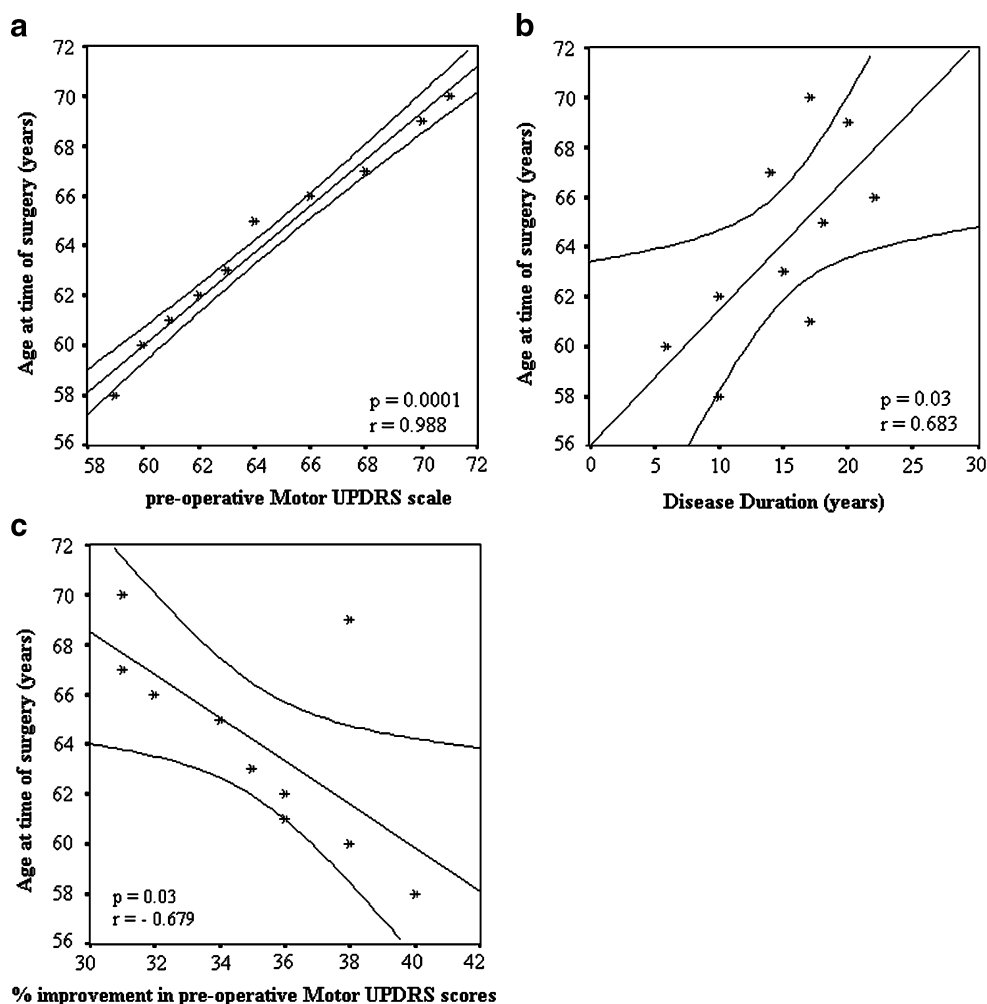 a
72
70
68
66
64
62
60
58
56
Age at time of surgery (years)
p = 0.0001
r = 0.988
58 60 62 64 66 68 70 72
pre-operative Motor UPDRS scale
b
72
70
68
66
64
62
60
58
56
Age at time of surgery (years)
p = 0.03
r = 0.683
0 5 10 15 20 25 30
Disease Duration (years)
c
72
70
68
66
64
62
60
58
56
Age at time of surgery (years)
p = 0.03
r = - 0.679
30 32 34 36 38 40 42
% improvement in pre-operative Motor UPDRS scores